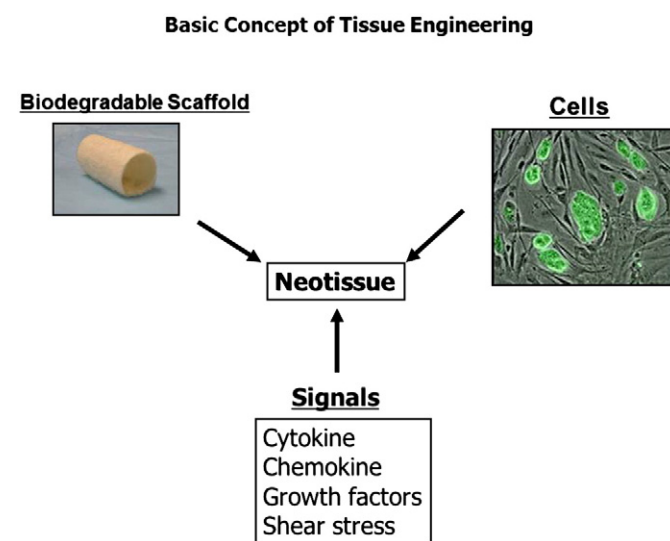 Basic Concept of Tissue Engineering
Biodegradable Scaffold
Cells
Neotissue
Signals
Cytokine
Chemokine
Growth factors
Shear stress